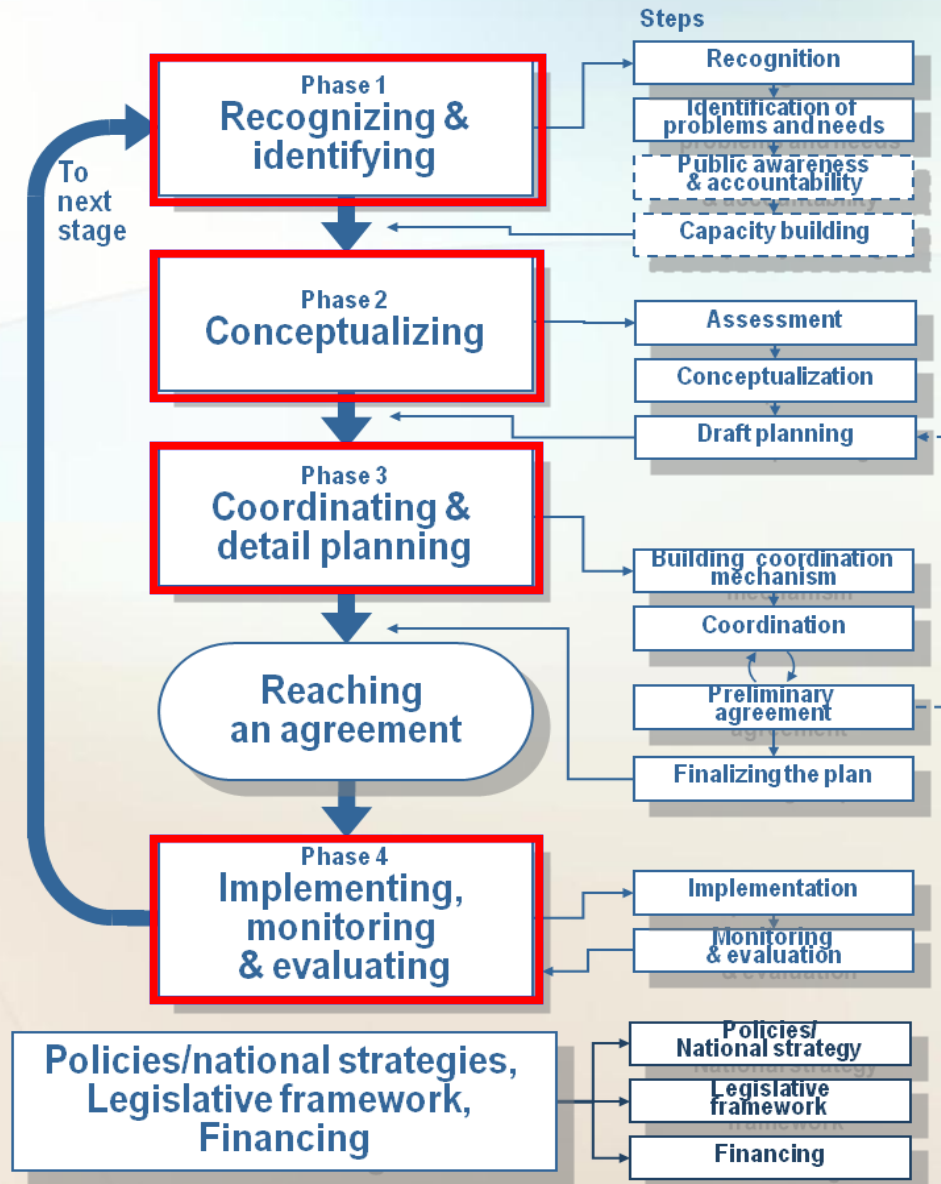 Steps
Phase 1
Recognizing &
identifying
Recognition
Identification of
problems and needs
Public awareness
& accountability
Capacity building
To
next
stage
Phase 2
Conceptualizing
Assessment
Conceptualization
Draft planning
Phase 3
Coordinating &
detail planning
Building coordination
mechanism
Coordination
Preliminary
agreement
Finalizing the plan
Reaching
an agreement
Phase 4
Implementing,
monitoring
& evaluating
Implementation
Monitoring
& evaluation
Policies/national strategies,
Legislative framework,
Financing
Policies/
National strategy
Legislative
framework
Financing